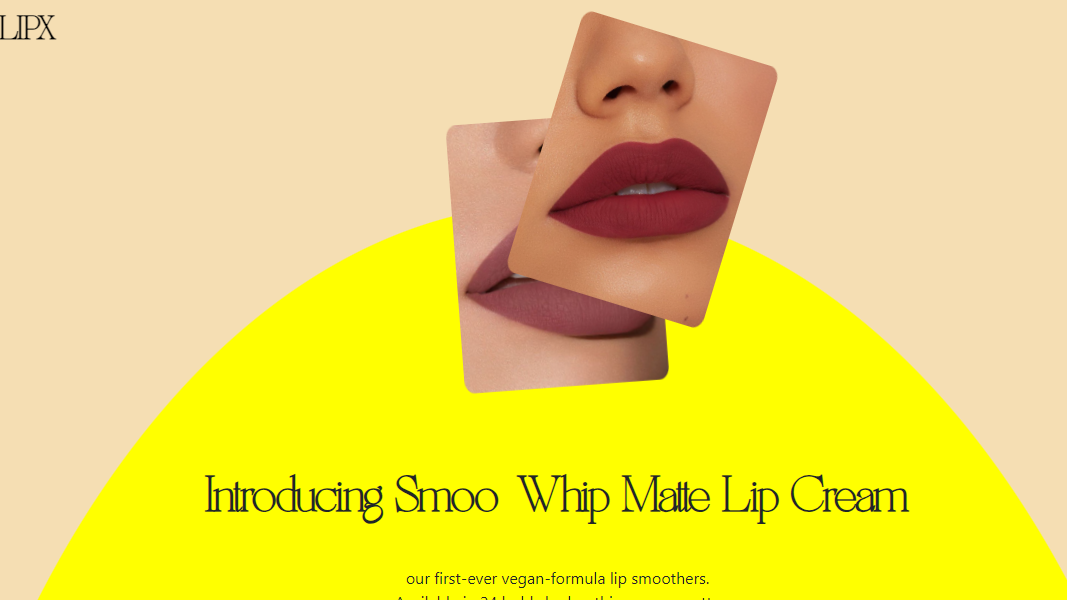 LIPX
Introducing Smoo Whip Matte Lip Cream
our first-ever vegan-formula lip smoothers.